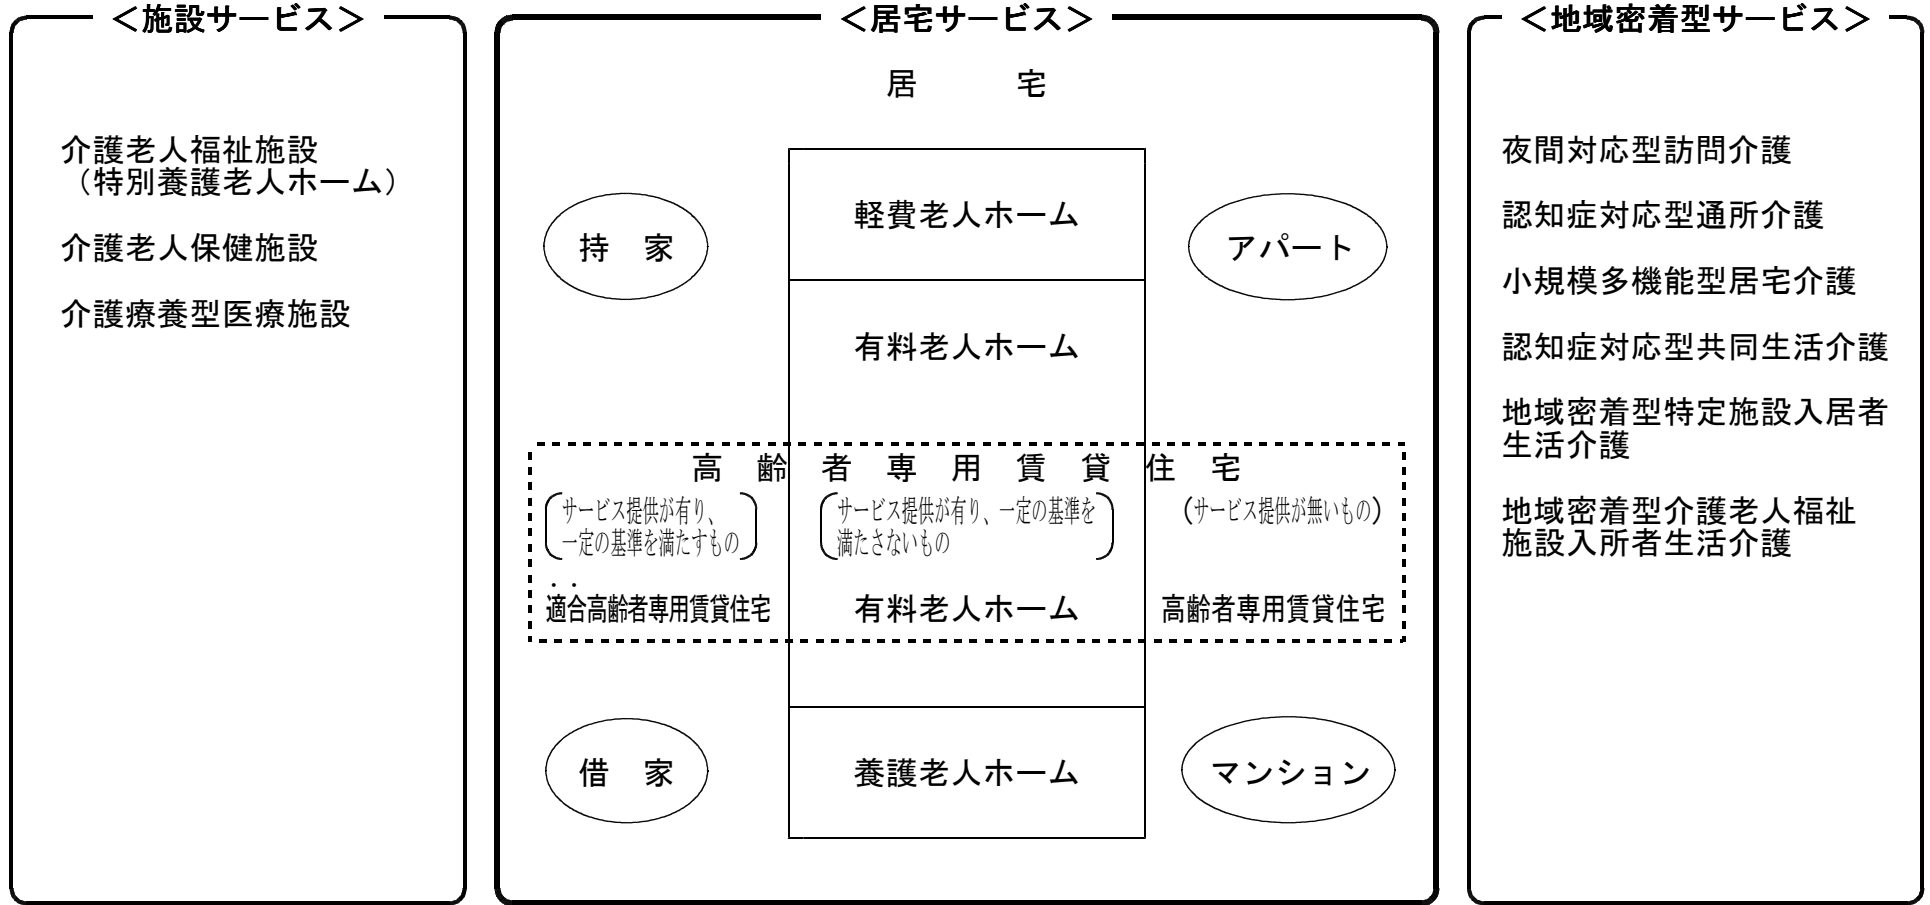 ＜施設サービス＞
介護老人福祉施設
（特別養護老人ホーム）
介護老人保健施設
介護療養型医療施設
＜居宅サービス＞
居　宅
軽費老人ホーム
持　家
アパート
有料老人ホーム
高齢者専用賃貸住宅
サービス提供が有り、
一定の基準を満たすもの
サービス提供が有り、一定の基準を
満たさないもの
（サービス提供が無いもの）
適合高齢者専用賃貸住宅
有料老人ホーム
高齢者専用賃貸住宅
借　家
養護老人ホーム
マンション
＜地域密着型サービス＞
夜間対応型訪問介護
認知症対応型通所介護
小規模多機能型居宅介護
認知症対応型共同生活介護
地域密着型特定施設入居者
生活介護
地域密着型介護老人福祉
施設入所者生活介護